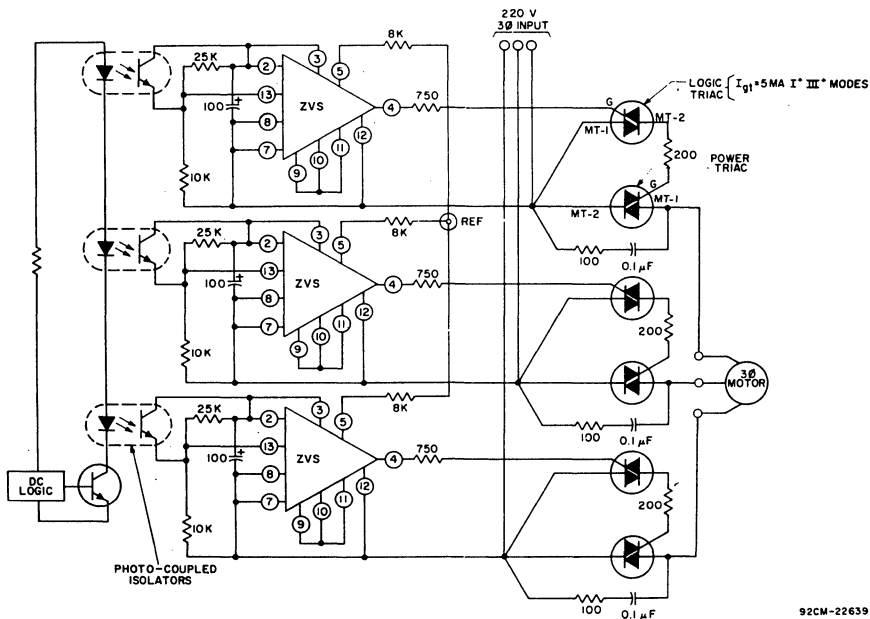 220 V
3Ø INPUT
8K
25K
2
3
5
13
100
+
8
ZVS
4
750
7
12
9
10
11
10K
G
LOGIC
TRIAC
Igt=5MA I+ III+ MODES
MT-1
MT-2
200
POWER
TRIAC
G
MT-2
MT-1
100
0.1 µF
REF
8K
25K
2
3
5
13
100
+
8
ZVS
4
750
7
12
9
10
11
10K
200
100
0.1 µF
3Ø
MOTOR
8K
25K
2
3
5
13
100
+
8
ZVS
4
750
7
12
9
10
11
10K
200
100
0.1 µF
DC
LOGIC
PHOTO-COUPLED
ISOLATORS
92CM-22639